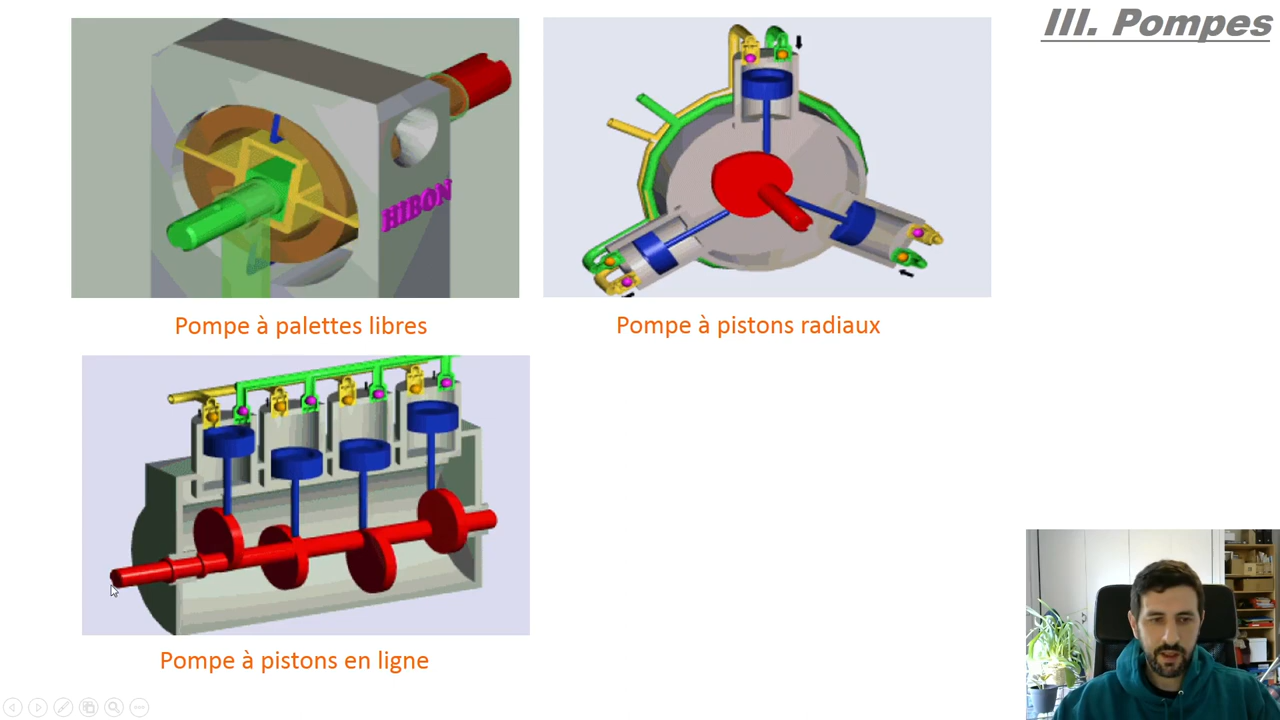 III. Pompes
HIBON
Pompe à palettes libres
Pompe à pistons radiaux
Pompe à pistons en ligne